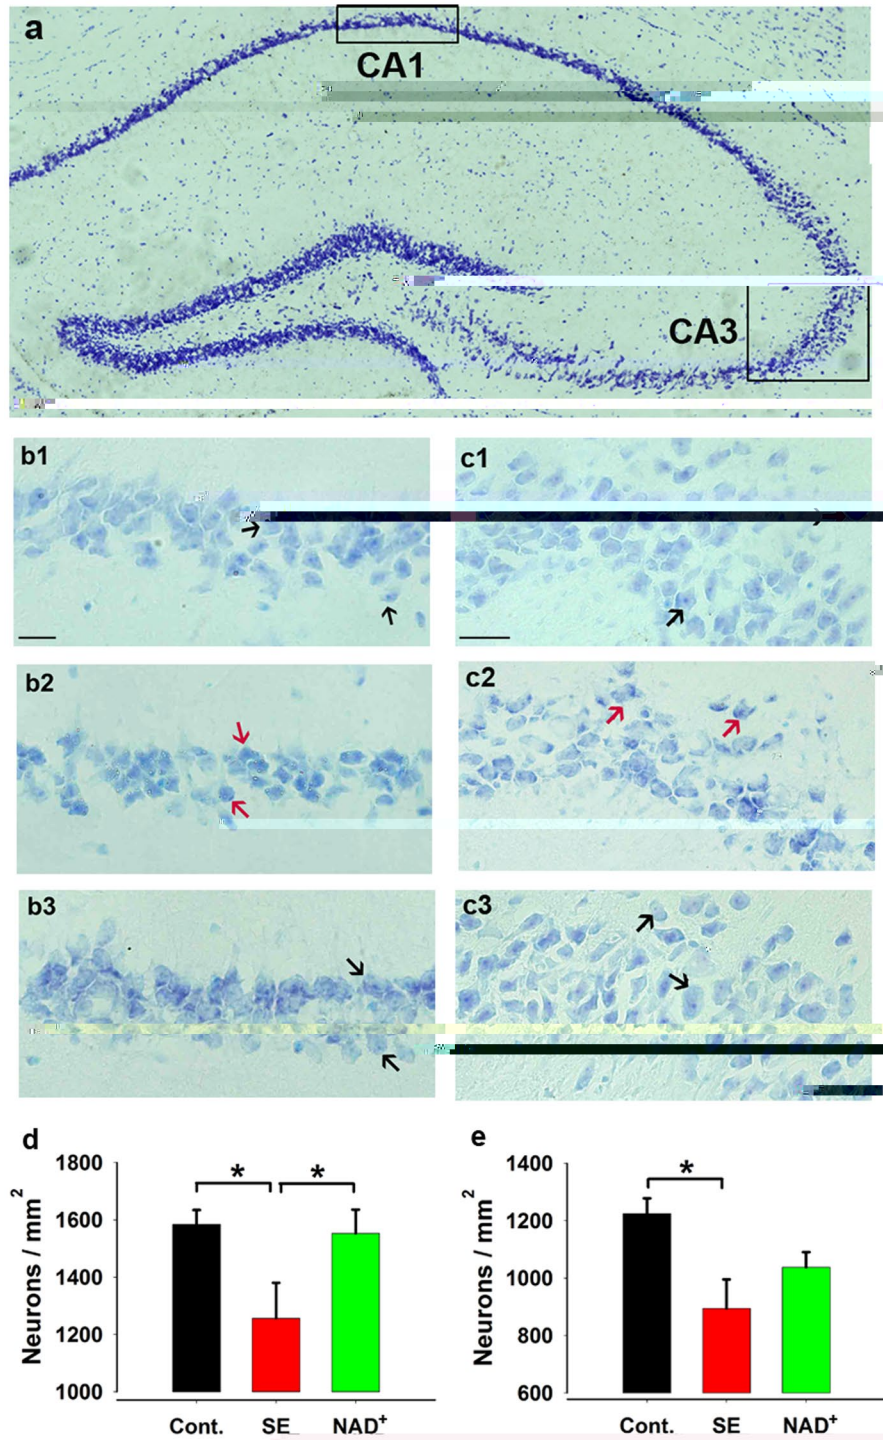 a
CA1
CA3
b1
c1
b2
c2
b3
c3
d
Neurons / mm2
1800
1600
1400
1200
1000
*
*
Cont.
SE
NAD+
e
Neurons / mm2
1400
1200
1000
800
600
*
Cont.
SE
NAD+